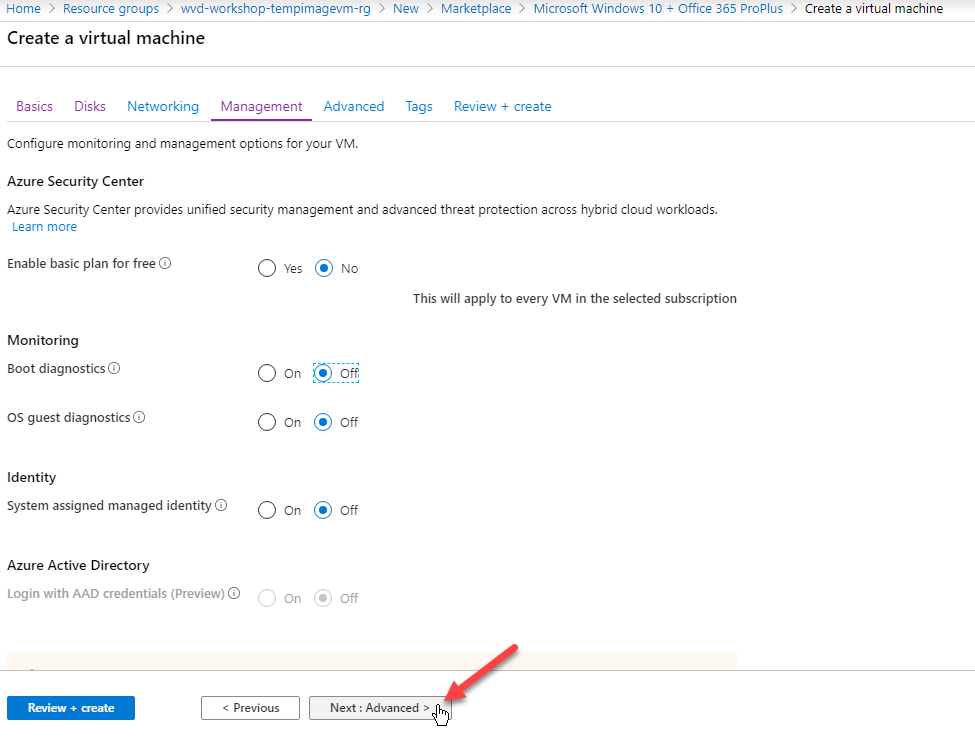 Home > Resource groups > wvd-workshop-tempimagevm-rg > New > Marketplace > Microsoft Windows 10 + Office 365 ProPlus > Create a virtual machine
Create a virtual machine
Basics Disks Networking Management Advanced Tags Review + create
Configure monitoring and management options for your VM.
Azure Security Center
Azure Security Center provides unified security management and advanced threat protection across hybrid cloud workloads.
Learn more
Enable basic plan for free Yes No
This will apply to every VM in the selected subscription
Monitoring
Boot diagnostics On Off
OS guest diagnostics On Off
Identity
System assigned managed identity On Off
Azure Active Directory
Login with AAD credentials (Preview) On Off
Review + create < Previous Next : Advanced >